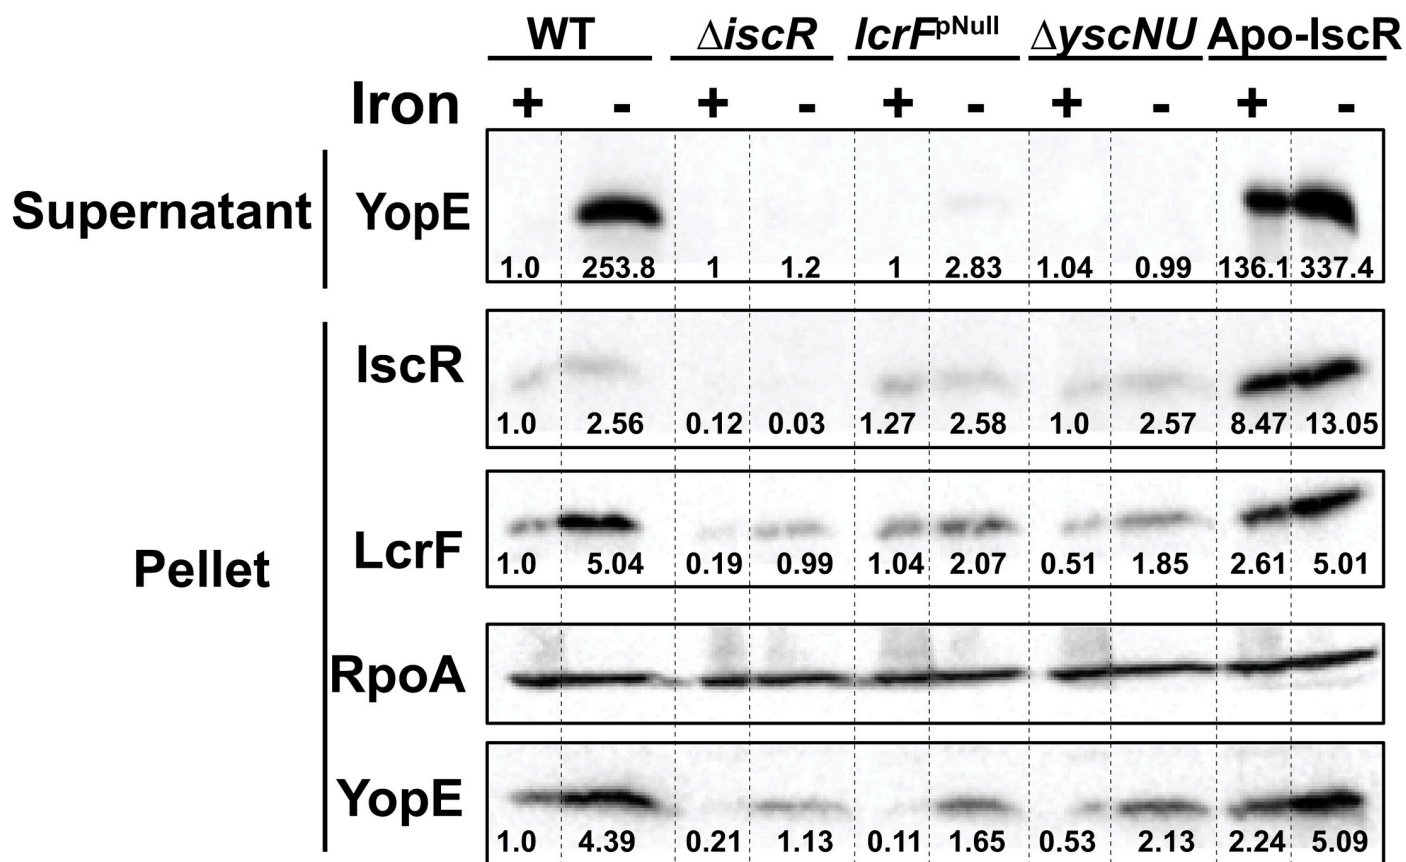 WT ΔiscR lcrFpNull ΔyscNU Apo-IscR
Iron + - + - + - + - + -
Supernatant YopE
1.0 253.8 1 1.2 1 2.83 1.04 0.99 136.1 337.4
IscR
1.0 2.56 0.12 0.03 1.27 2.58 1.0 2.57 8.47 13.05
LcrF
1.0 5.04 0.19 0.99 1.04 2.07 0.51 1.85 2.61 5.01
Pellet
RpoA
YopE
1.0 4.39 0.21 1.13 0.11 1.65 0.53 2.13 2.24 5.09